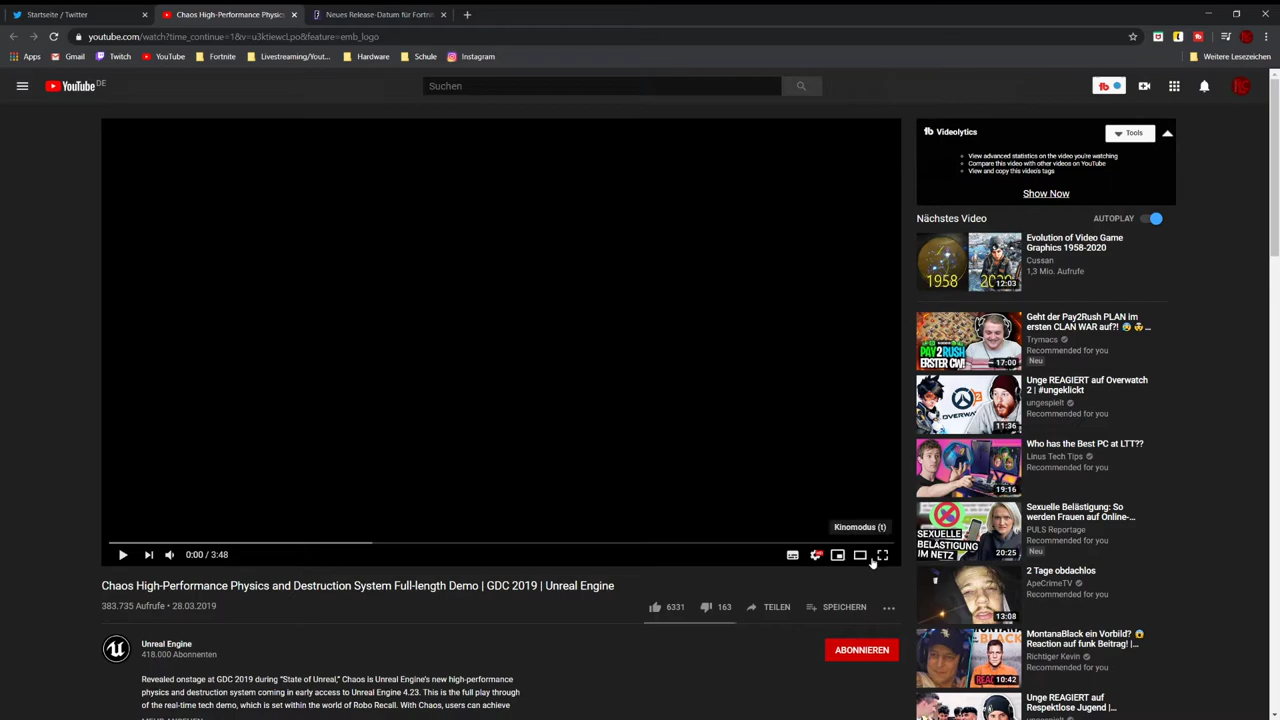 Startseite / Twitter
Chaos High-Performance Physics
Neues Release-Datum für Fortnit
youtube.com/watch?time_continue=1&v=u3ktiewcLpo&feature=emb_logo
Apps
Gmail
Twitch
YouTube
Fortnite
Livestreaming/Yout...
Hardware
Schule
Instagram
Weitere Lesezeichen
YouTube DE
Suchen
Videolytics
Tools
View advanced statistics on the video you're watching
Compare this video with other videos on YouTube
View and copy this video's tags
Show Now
Nächstes Video
AUTOPLAY
1958
12:03
Evolution of Video Game
Graphics 1958-2020
Cussan
1,3 Mio. Aufrufe
PAY2RUSH
ERSTER CW!
17:00
Geht der Pay2Rush PLAN im
ersten CLAN WAR auf?! 😰 🤯 ...
Trymacs
Recommended for you
Neu
OVERW
11:36
Unge REAGIERT auf Overwatch
2 | #ungeklickt
ungespielt
Recommended for you
19:16
Who has the Best PC at LTT??
Linus Tech Tips
Recommended for you
SEXUELLE
BELÄSTIGUNG
IM NETZ
20:25
Sexuelle Belästigung: So
werden Frauen auf Online-...
PULS Reportage
Recommended for you
Neu
13:08
2 Tage obdachlos
ApeCrimeTV
Recommended for you
10:42
MontanaBlack ein Vorbild? 😱
Reaction auf funk Beitrag! |...
Richtiger Kevin
Recommended for you
Unge REAGIERT auf
Respektlose Jugend |...
Kinomodus (t)
0:00 / 3:48
Chaos High-Performance Physics and Destruction System Full-length Demo | GDC 2019 | Unreal Engine
383.735 Aufrufe • 28.03.2019
6331
163
TEILEN
SPEICHERN
Unreal Engine
418.000 Abonnenten
ABONNIEREN
Revealed onstage at GDC 2019 during "State of Unreal," Chaos is Unreal Engine's new high-performance
physics and destruction system coming in early access to Unreal Engine 4.23. This is the full play through
of the real-time tech demo, which is set within the world of Robo Recall. With Chaos, users can achieve